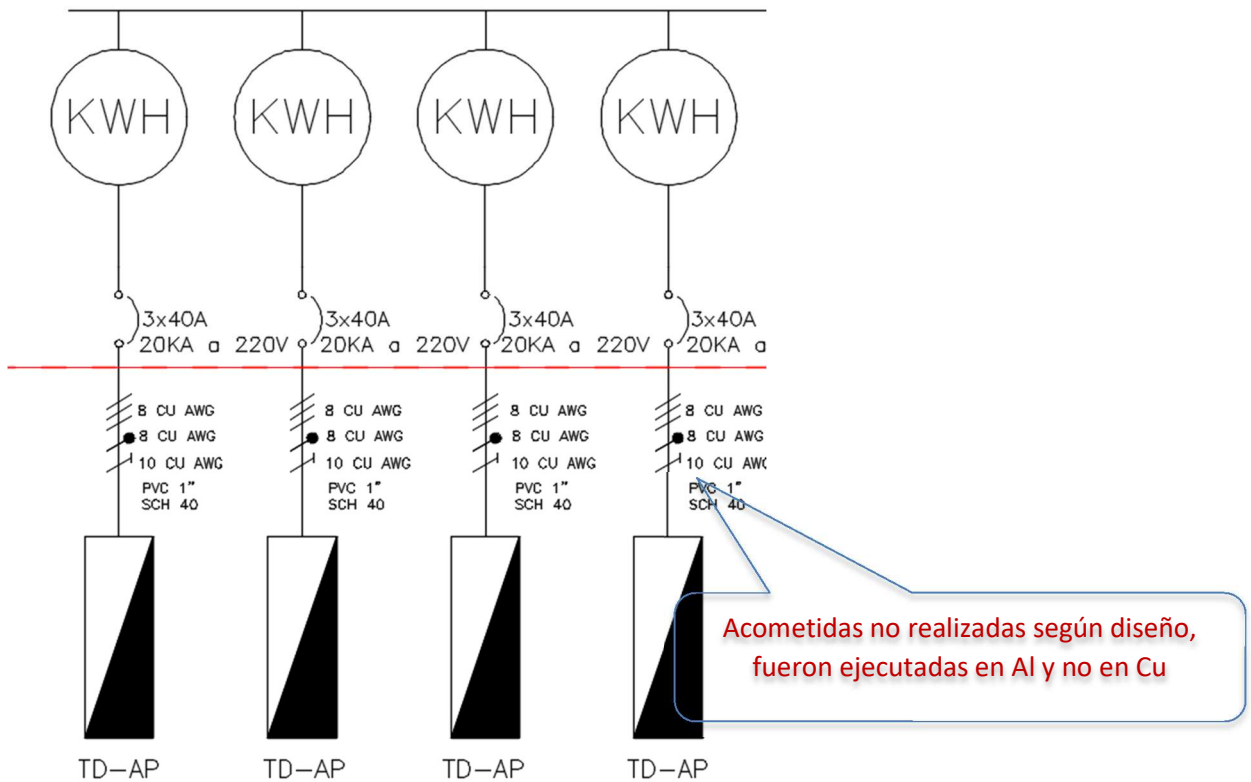 KWH KWH KWH KWH
3x40A 3x40A 3x40A 3x40A
20KA a 220V 20KA a 220V 20KA a 220V 20KA a
8 CU AWG 8 CU AWG 8 CU AWG 8 CU AWG
8 CU AWG 8 CU AWG 8 CU AWG 8 CU AWG
10 CU AWG 10 CU AWG 10 CU AWG 10 CU AWG
PVC 1" PVC 1" PVC 1" PVC 1"
SCH 40 SCH 40 SCH 40 SCH 40
Acometidas no realizadas según diseño,
fueron ejecutadas en Al y no en Cu
TD-AP TD-AP TD-AP TD-AP